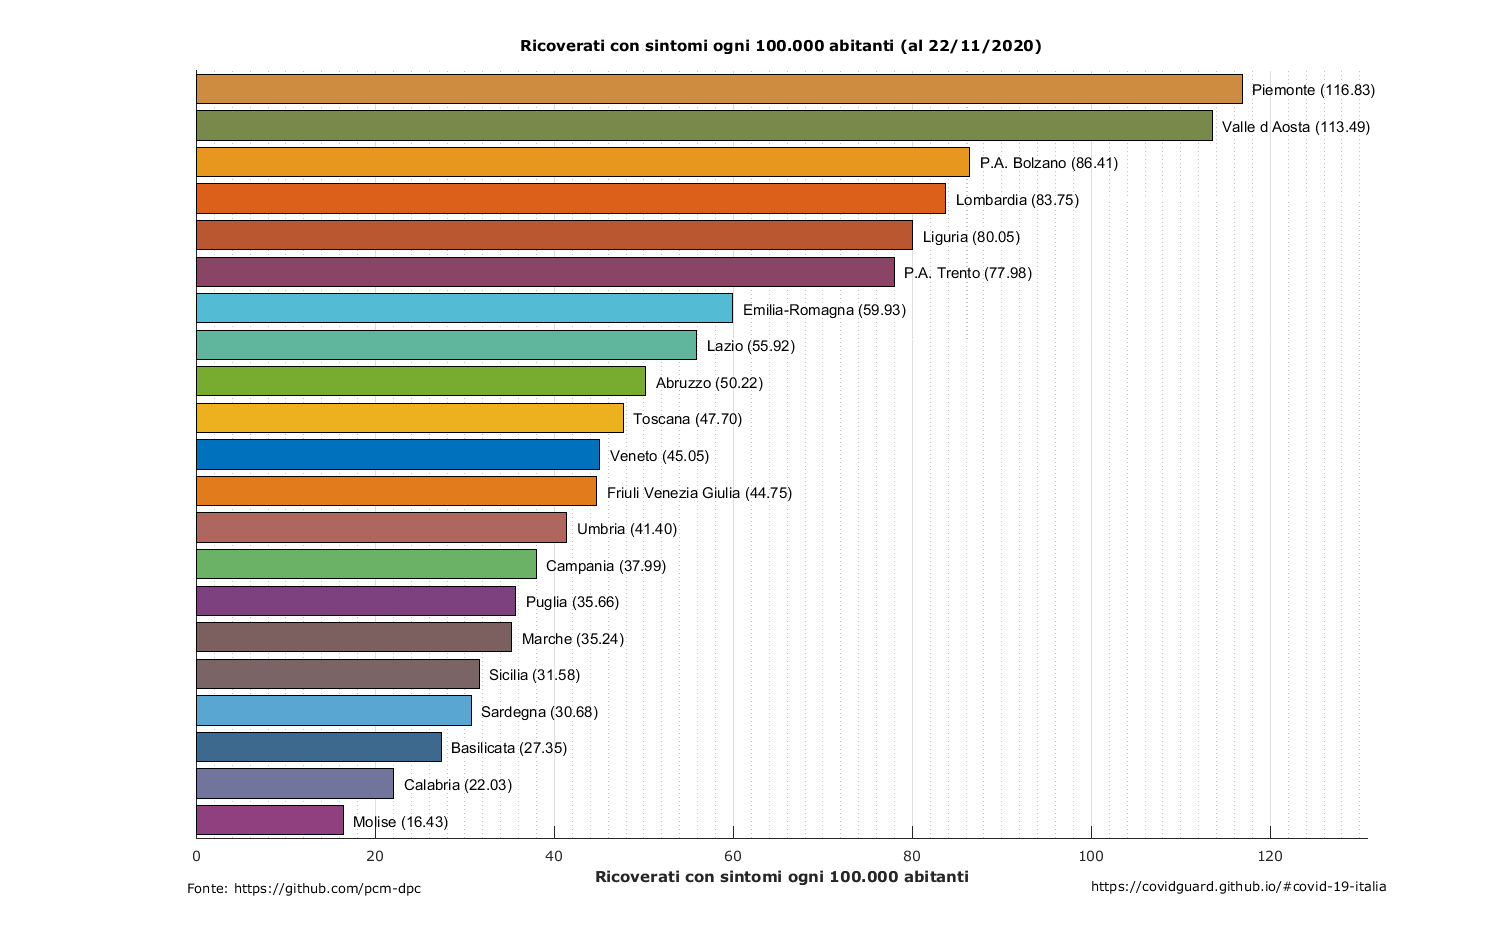 Ricoverati con sintomi ogni 100.000 abitanti (al 22/11/2020)
Piemonte (116.83)
Valle d Aosta (113.49)
P.A. Bolzano (86.41)
Lombardia (83.75)
Liguria (80.05)
P.A. Trento (77.98)
Emilia-Romagna (59.93)
Lazio (55.92)
Abruzzo (50.22)
Toscana (47.70)
Veneto (45.05)
Friuli Venezia Giulia (44.75)
Umbria (41.40)
Campania (37.99)
Puglia (35.66)
Marche (35.24)
Sicilia (31.58)
Sardegna (30.68)
Basilicata (27.35)
Calabria (22.03)
Molise (16.43)
0 20 40 60 80 100 120
Ricoverati con sintomi ogni 100.000 abitanti
Fonte: https://github.com/pcm-dpc
https://covidguard.github.io/#covid-19-italia